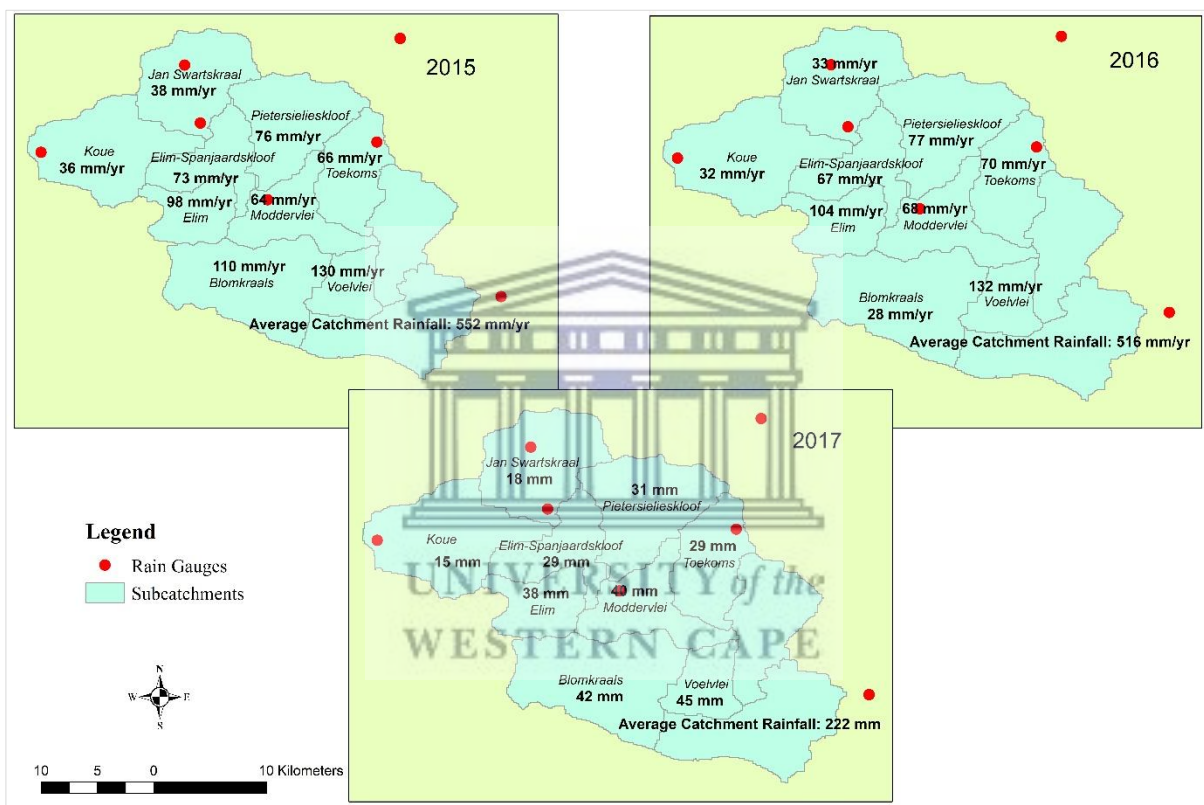 2015
Jan Swartskraal
38 mm/yr
Pietersielieskloof
76 mm/yr
Koue
36 mm/yr
Elim-Spanjaardskloof
73 mm/yr
66 mm/yr
Toekoms
98 mm/yr
Elim
64 mm/yr
Moddervlei
110 mm/yr
Blomkraals
130 mm/yr
Voelvlei
Average Catchment Rainfall: 552 mm/yr
2016
33 mm/yr
Jan Swartskraal
Pietersielieskloof
77 mm/yr
Koue
32 mm/yr
Elim-Spanjaardskloof
67 mm/yr
70 mm/yr
Toekoms
104 mm/yr
Elim
68 mm/yr
Moddervlei
132 mm/yr
Voelvlei
Blomkraals
28 mm/yr
Average Catchment Rainfall: 516 mm/yr
2017
Jan Swartskraal
18 mm
31 mm
Pietersielieskloof
Koue
15 mm
Elim-Spanjaardskloof
29 mm
29 mm
Toekoms
38 mm
Elim
mm
Moddervlei
Blomkraals
42 mm
Voelvlei
45 mm
Average Catchment Rainfall: 222 mm
UNIVERSITY of the
WESTERN CAPE
Legend
Rain Gauges
Subcatchments
N
W E
S
10 5 0 10 Kilometers